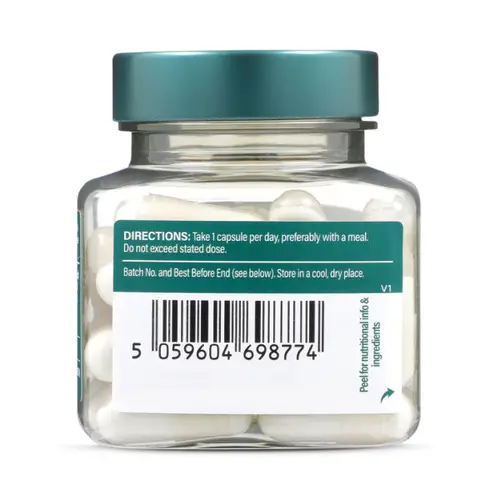 DIRECTIONS: Take 1 capsule per day, preferably with a meal.
Do not exceed stated dose.
Batch No. and Best Before End (see below). Store in a cool, dry place.
V1
Peel for nutritional info &
ingredients
5 059604 698774